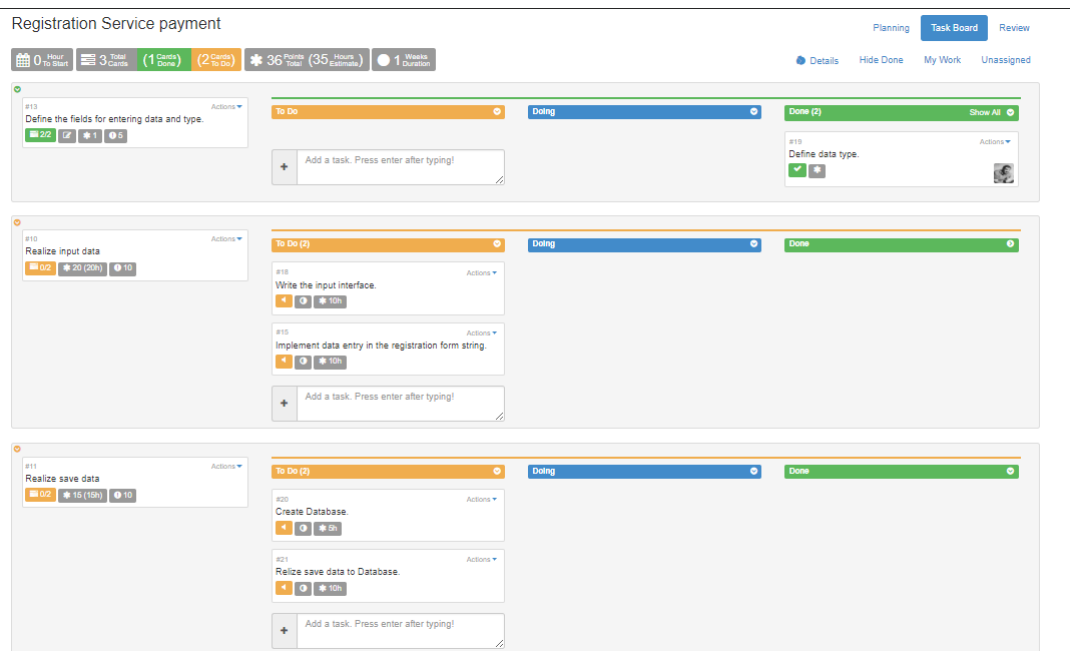 Registration Service payment
Planning Task Board Review
0 Hour To Start 3 Total Cards (1 Cards Done) (2 Cards To Do) 36 Points Total (35 Hours Estimate) 1 Weeks Duration
Details Hide Done My Work Unassigned
#13 Actions
Define the fields for entering data and type.
2/2 1 5
To Do Doing Done (2) Show All
Add a task. Press enter after typing!
#19 Actions
Define data type.
#10 Actions
Realize input data
0/2 20 (20h) 10
To Do (2) Doing Done
#18 Actions
Write the input interface.
10h
#15 Actions
Implement data entry in the registration form string.
10h
Add a task. Press enter after typing!
#11 Actions
Realize save data
0/2 15 (15h) 10
To Do (2) Doing Done
#20 Actions
Create Database.
5h
#21 Actions
Relize save data to Database.
10h
Add a task. Press enter after typing!